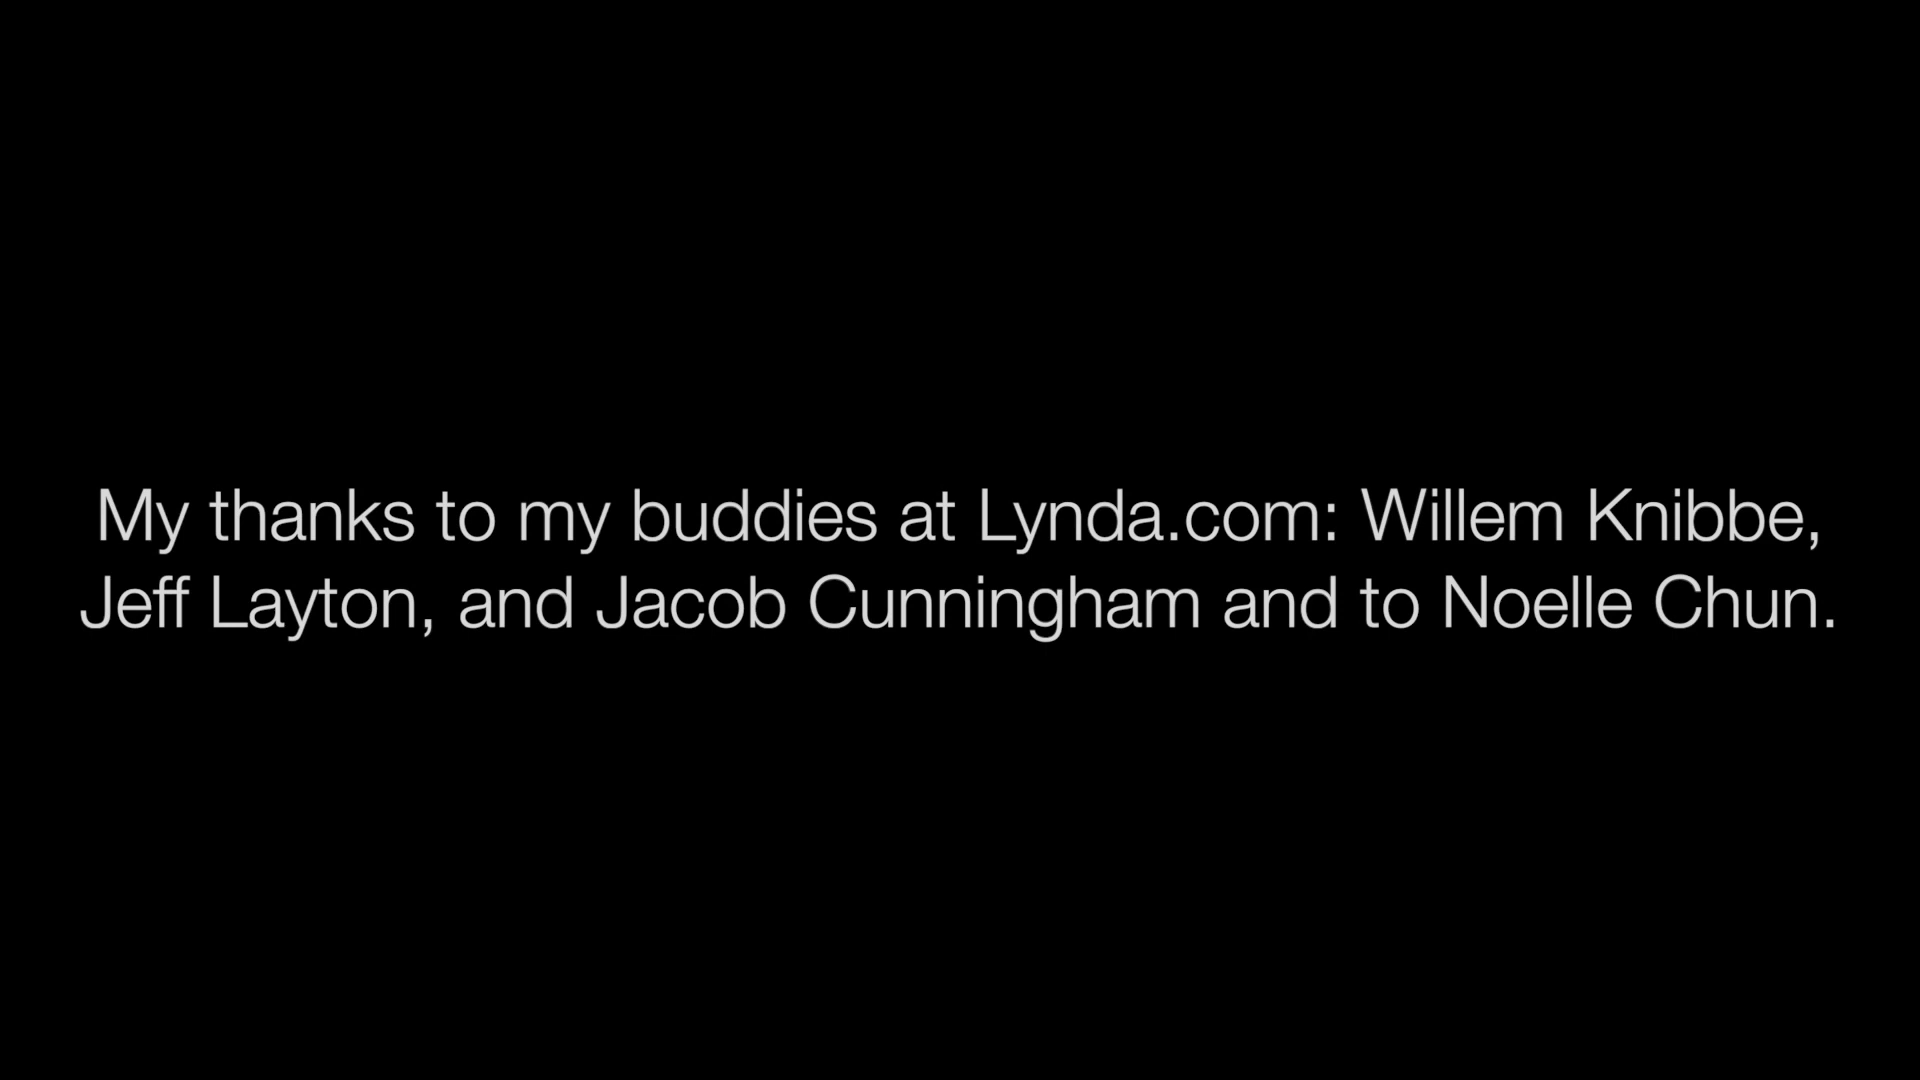 My thanks to my buddies at Lynda.com: Willem Knibbe,
Jeff Layton, and Jacob Cunningham and to Noelle Chun.